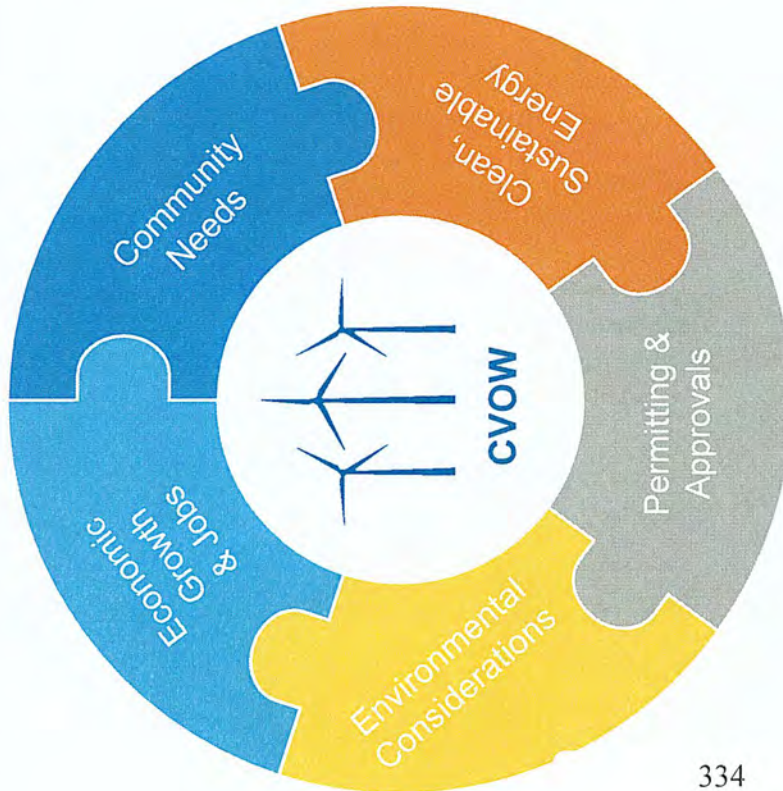 Community
Needs
Clean,
Sustainable
Energy
Permitting &
Approvals
Environmental
Considerations
Economic
Growth
& Jobs
CVOW
334